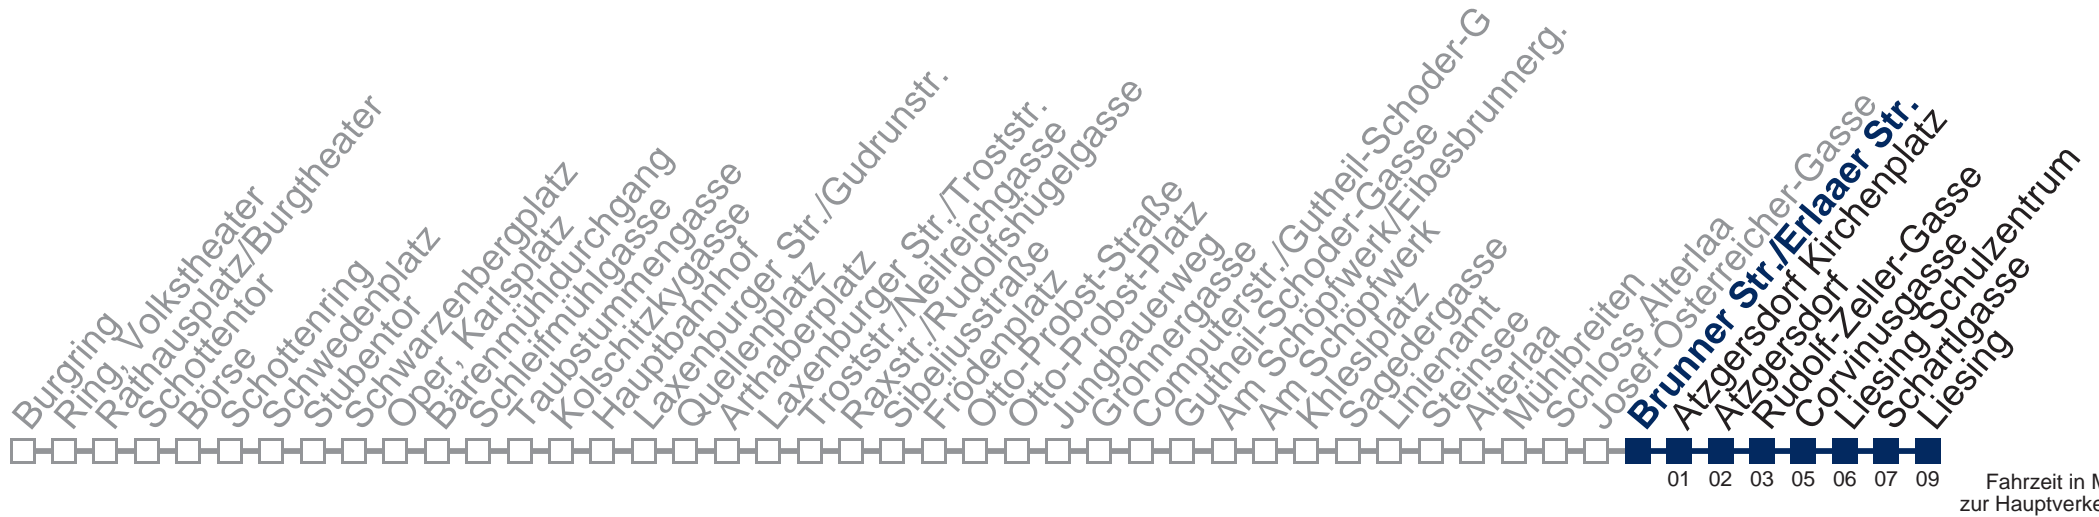 Burgring
Ring, Volkstheater
Rathausplatz/Burgtheater
Schottentor
Börse
Schottenring
Schwedenplatz
Stubentor
Schwarzenbergplatz
Oper, Karlsplatz
Bärenmühldurchgang
Schleifmühlgasse
Taubstummengasse
Kolschitzkygasse
Hauptbahnhof
Laxenburger Str./Gudrunstr.
Quellenplatz
Arthaberplatz
Laxenburger Str./Troststr.
Troststr./Neilreichgasse
Raxstr./Rudolfshügelgasse
Sibeliusstraße
Frödenplatz
Otto-Probst-Straße
Otto-Probst-Platz
Jungbauerweg
Grohnergasse
Computerstr./Gutheil-Schoder-G
Gutheil-Schoder-Gasse
Am Schöpfwerk/Eibesbrunnerg.
Am Schöpfwerk
Khleslplatz
Sagedergasse
Linienamt
Steinsee
Alterlaa
Mühlbreiten
Schloss Alterlaa
Josef-Österreicher-Gasse
Brunner Str./Erlaaer Str.
Atzgersdorf Kirchenplatz
Atzgersdorf
Rudolf-Zeller-Gasse
Corvinusgasse
Liesing Schulzentrum
Schartlgasse
Liesing
01 02 03 05 06 07 09
Fahrzeit in M
zur Hauptverke